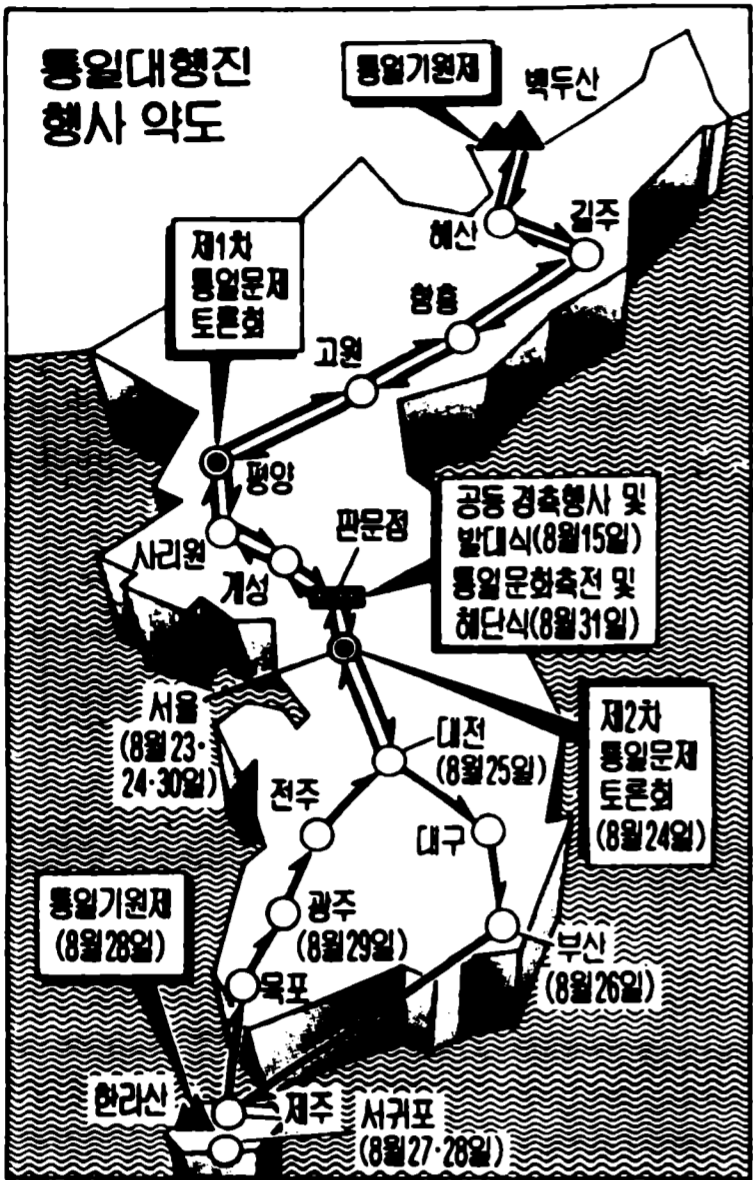 통일대행진
행사 약도
통일기원제
백두산
혜산
길주
함흥
고원
제1차
통일문제
토론회
평양
사리원
개성
판문점
공동 경축행사 및
발대식(8월15일)
통일문화축전 및
해단식(8월31일)
서울
(8월23·
24·30일)
대전
(8월25일)
제2차
통일문제
토론회
(8월24일)
전주
대구
통일기원제
(8월28일)
광주
(8월29일)
부산
(8월26일)
목포
한라산
제주
서귀포
(8월27·28일)